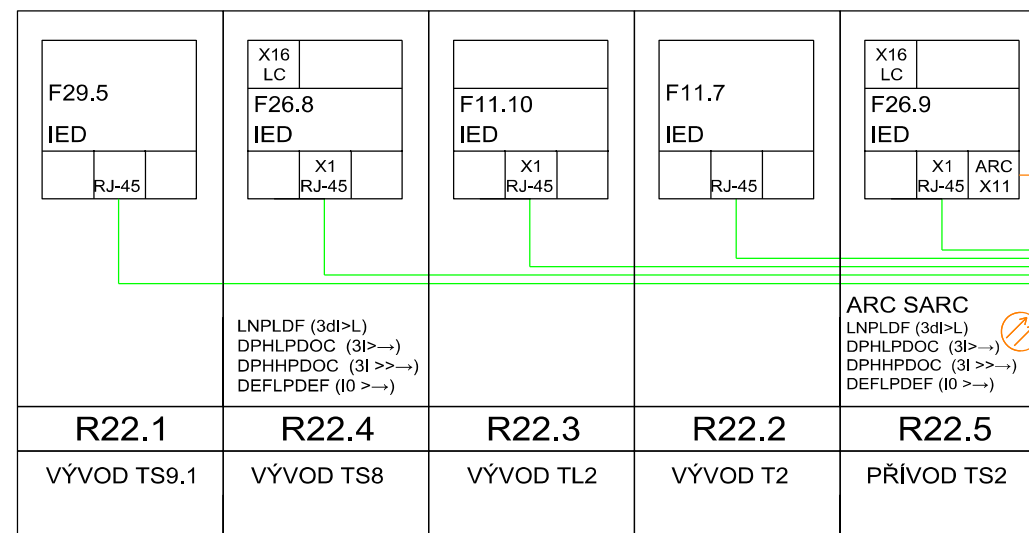 F29.5
IED
RJ-45
R22.1
VÝVOD TS9.1
X16
LC
F26.8
IED
X1
RJ-45
LNPLDF (3dI>L)
DPHLPDOC (3I>→)
DPHHPDOC (3I >>→)
DEFLPDEF (I0 >→)
R22.4
VÝVOD TS8
F11.10
IED
X1
RJ-45
R22.3
VÝVOD TL2
F11.7
IED
RJ-45
R22.2
VÝVOD T2
X16
LC
F26.9
IED
X1
RJ-45
ARC
X11
ARC SARC
LNPLDF (3dI>L)
DPHLPDOC (3I>→)
DPHHPDOC (3I >>→)
DEFLPDEF (I0 >→)
R22.5
PŘÍVOD TS2